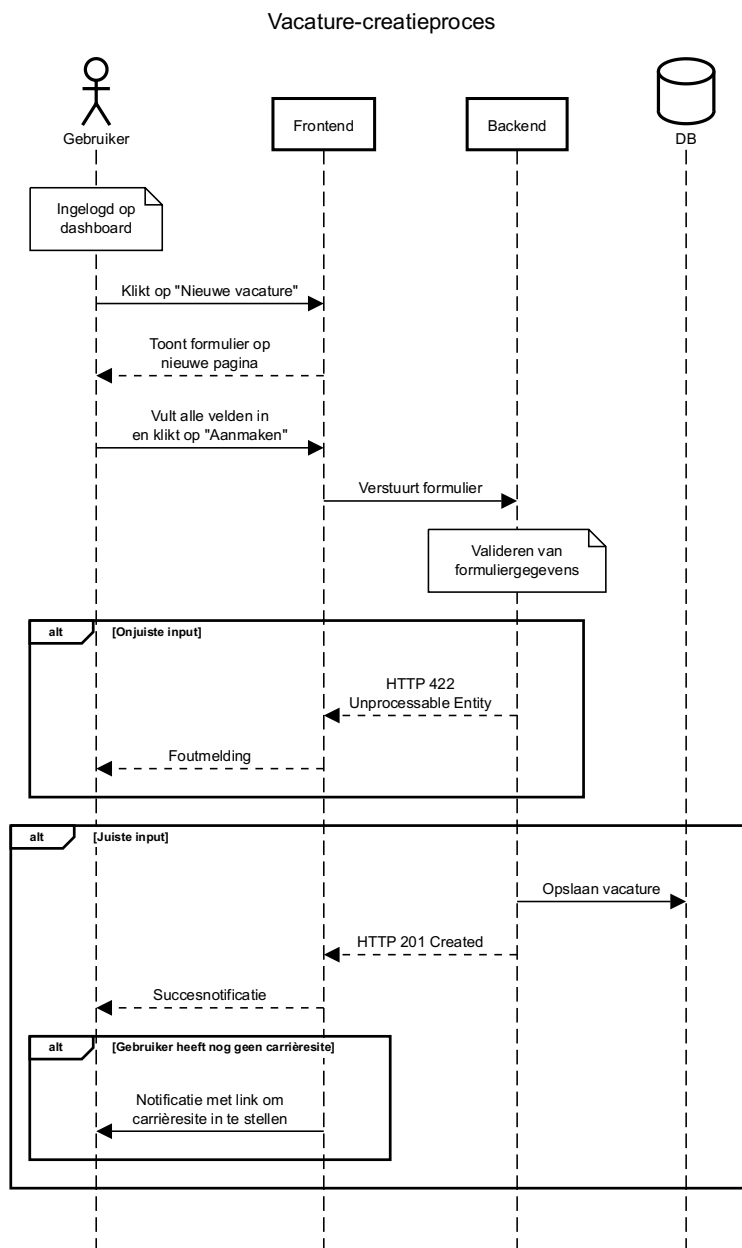 Vacature-creatieproces
Gebruiker
Frontend
Backend
DB
Ingelogd op
dashboard
Klikt op "Nieuwe vacature"
Toont formulier op
nieuwe pagina
Vult alle velden in
en klikt op "Aanmaken"
Verstuurt formulier
Valideren van
formuliergegevens
alt
[Onjuiste input]
HTTP 422
Unprocessable Entity
Foutmelding
alt
[Juiste input]
Opslaan vacature
HTTP 201 Created
Succesnotificatie
alt
[Gebruiker heeft nog geen carrièresite]
Notificatie met link om
carrièresite in te stellen